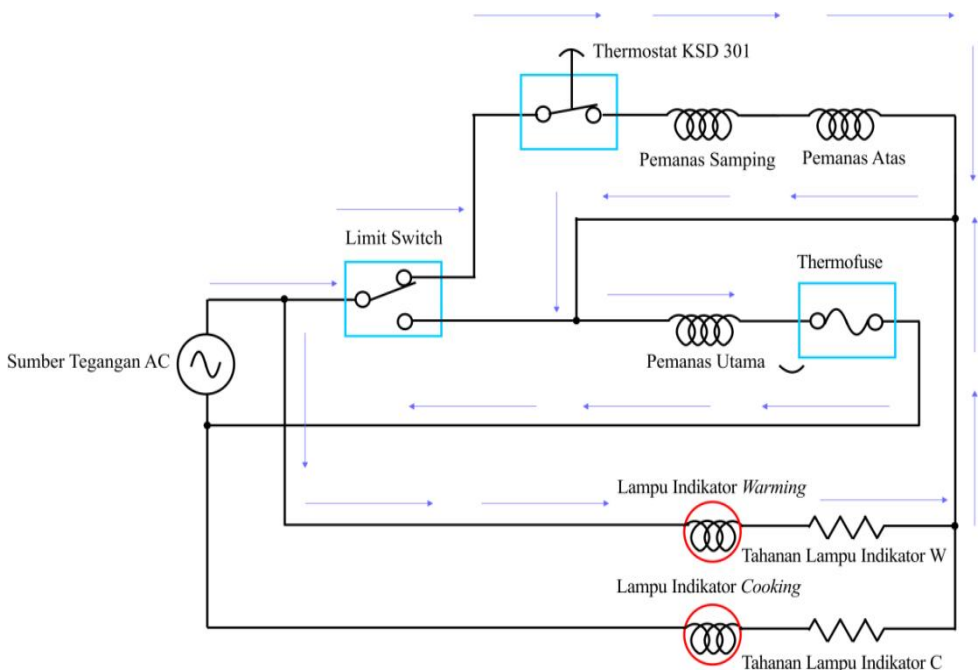 Thermostat KSD 301
Pemanas Samping
Pemanas Atas
Limit Switch
Thermofuse
Sumber Tegangan AC
Pemanas Utama
Lampu Indikator Warming
Tahanan Lampu Indikator W
Lampu Indikator Cooking
Tahanan Lampu Indikator C